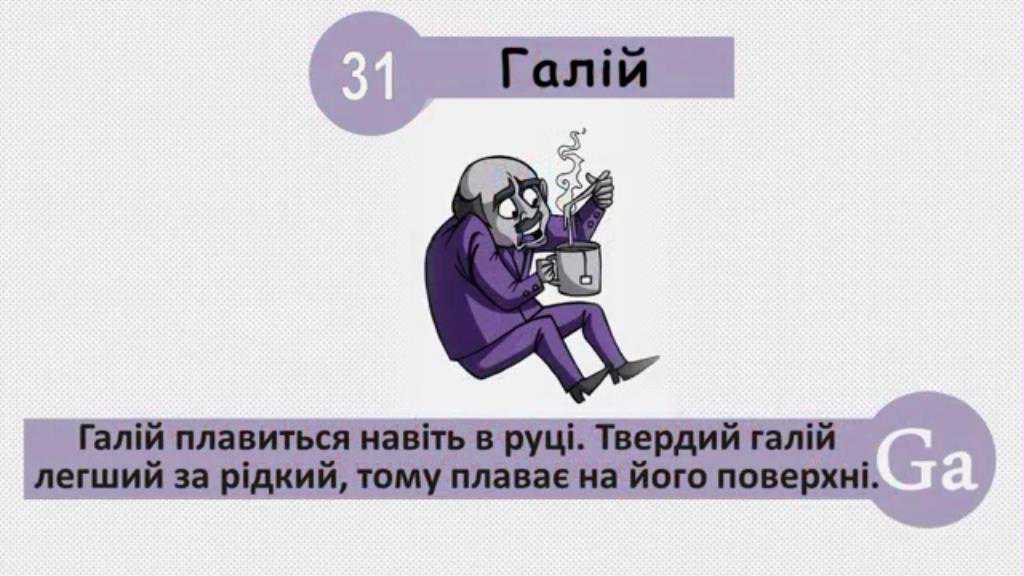 31
Галій
Галій плавиться навіть в руці. Твердий галій
легший за рідкий, тому плаває на його поверхні.
Ga